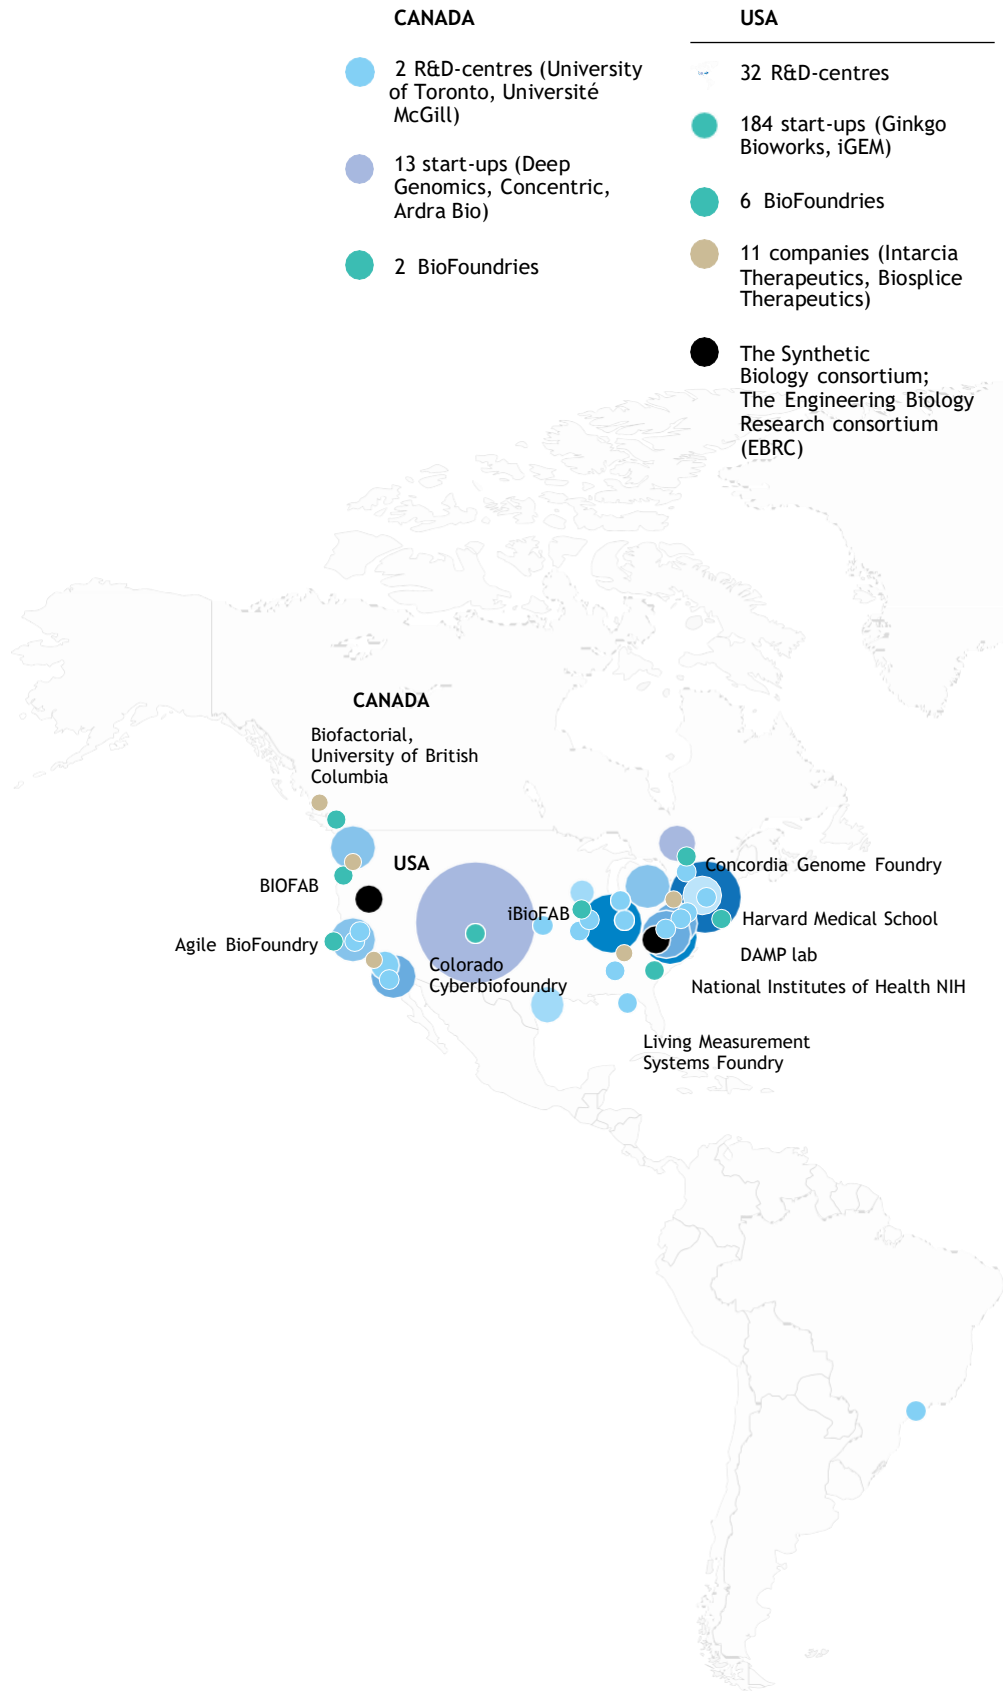 CANADA
2 R&D-centres (University
of Toronto, Université
McGill)
13 start-ups (Deep
Genomics, Concentric,
Ardra Bio)
2 BioFoundries
USA
32 R&D-centres
184 start-ups (Ginkgo
Bioworks, iGEM)
6 BioFoundries
11 companies (Intarcia
Therapeutics, Biosplice
Therapeutics)
The Synthetic
Biology consortium;
The Engineering Biology
Research consortium
(EBRC)
CANADA
Biofactorial,
University of British
Columbia
USA
BIOFAB
Agile BioFoundry
iBioFAB
Colorado
Cyberbiofoundry
Concordia Genome Foundry
Harvard Medical School
DAMP lab
National Institutes of Health NIH
Living Measurement
Systems Foundry